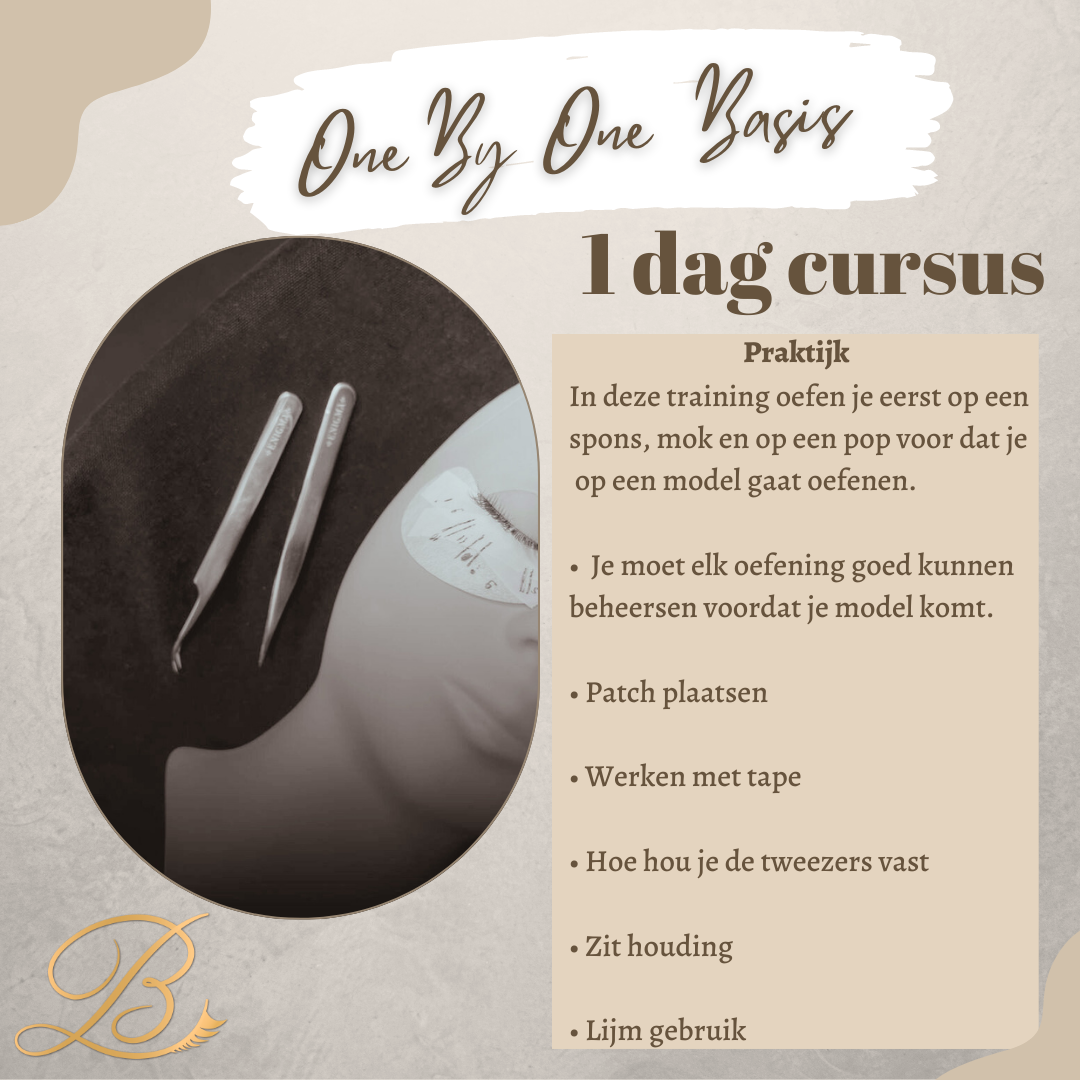 One By One Basis
1 dag cursus
Praktijk
In deze training oefen je eerst op een
spons, mok en op een pop voor dat je
op een model gaat oefenen.
• Je moet elk oefening goed kunnen
beheersen voordat je model komt.
• Patch plaatsen
• Werken met tape
• Hoe hou je de tweezers vast
• Zit houding
• Lijm gebruik
B